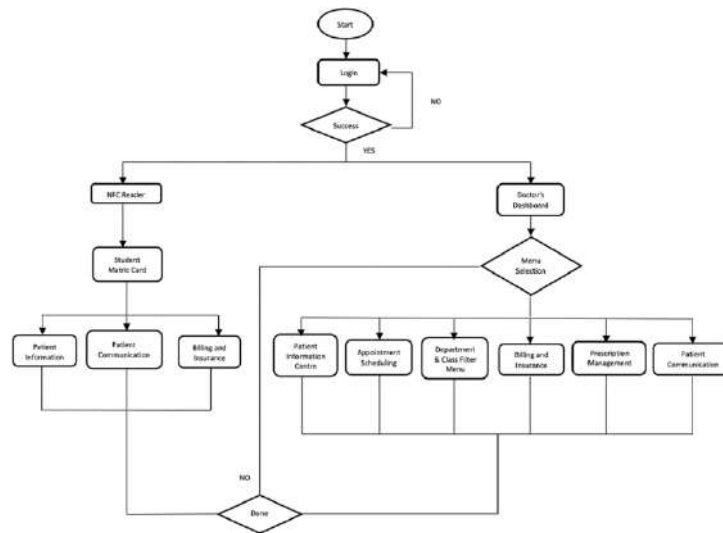 Start
Login
NO
Success
YES
NFC Reader
Doctor's
Dashboard
Student
Matric Card
Menu
Selection
Patient
Information
Patient
Communication
Billing and
Insurance
Patient
Information
Centre
Appointment
Scheduling
Department
& Class Filter
Menu
Billing and
Insurance
Prescription
Management
Patient
Communication
NO
Done